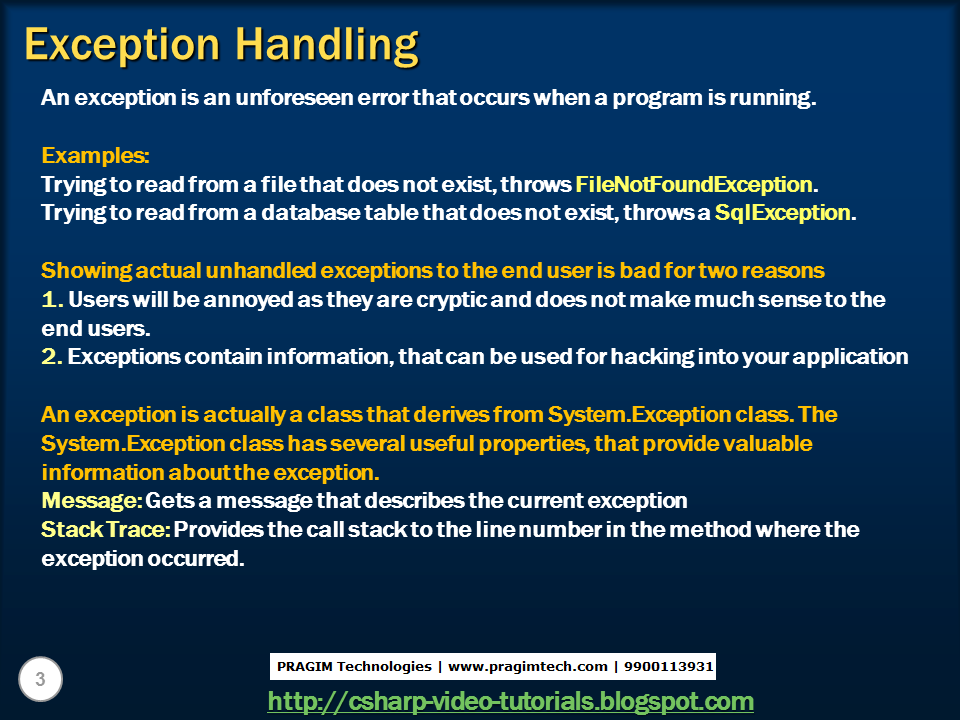 Exception Handling
An exception is an unforeseen error that occurs when a program is running.
Examples:
Trying to read from a file that does not exist, throws FileNotFoundException.
Trying to read from a database table that does not exist, throws a SqlException.
Showing actual unhandled exceptions to the end user is bad for two reasons
1. Users will be annoyed as they are cryptic and does not make much sense to the
end users.
2. Exceptions contain information, that can be used for hacking into your application
An exception is actually a class that derives from System.Exception class. The
System.Exception class has several useful properties, that provide valuable
information about the exception.
Message: Gets a message that describes the current exception
Stack Trace: Provides the call stack to the line number in the method where the
exception occurred.
3
PRAGIM Technologies | www.pragimtech.com | 9900113931
http://csharp-video-tutorials.blogspot.com